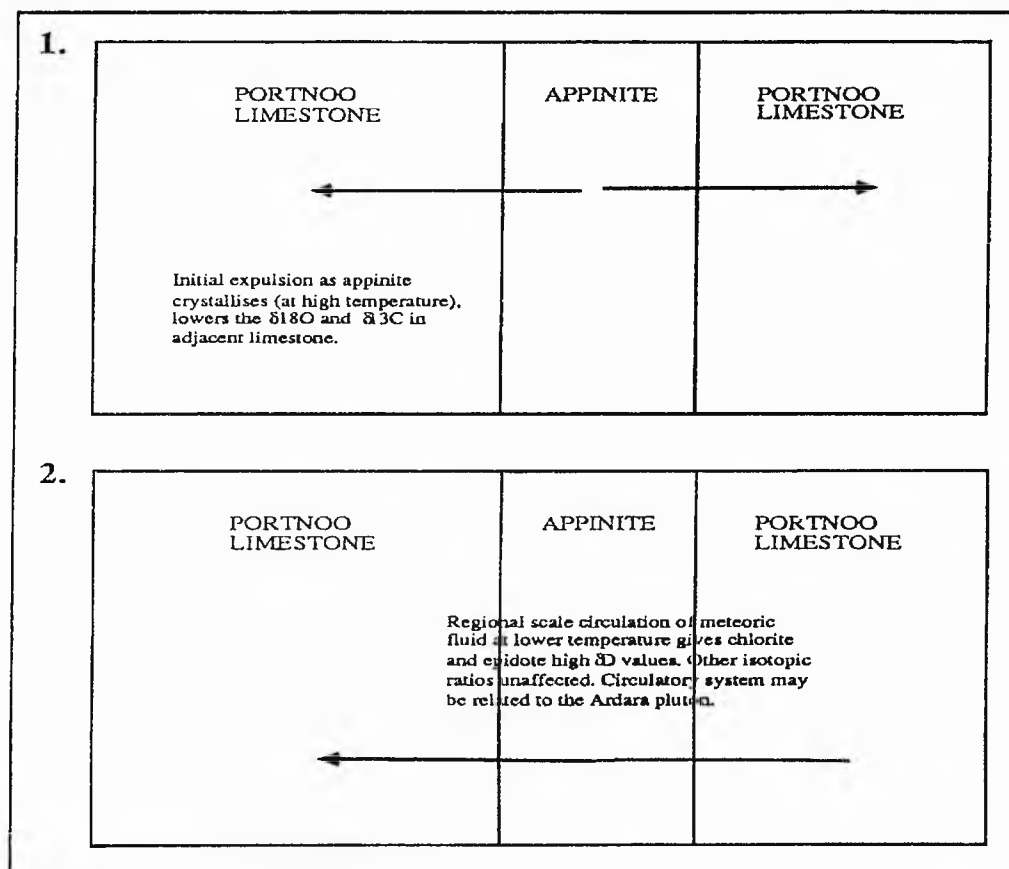 1.
PORTNOO
LIMESTONE
APPINITE
PORTNOO
LIMESTONE
Initial expulsion as appinite
crystallises (at high temperature),
lowers the δ18O and δ13C in
adjacent limestone.
2.
PORTNOO
LIMESTONE
APPINITE
PORTNOO
LIMESTONE
Regional scale circulation of meteoric
fluid at lower temperature gives chlorite
and epidote high δD values. Other isotopic
ratios unaffected. Circulatory system may
be related to the Ardara pluton.